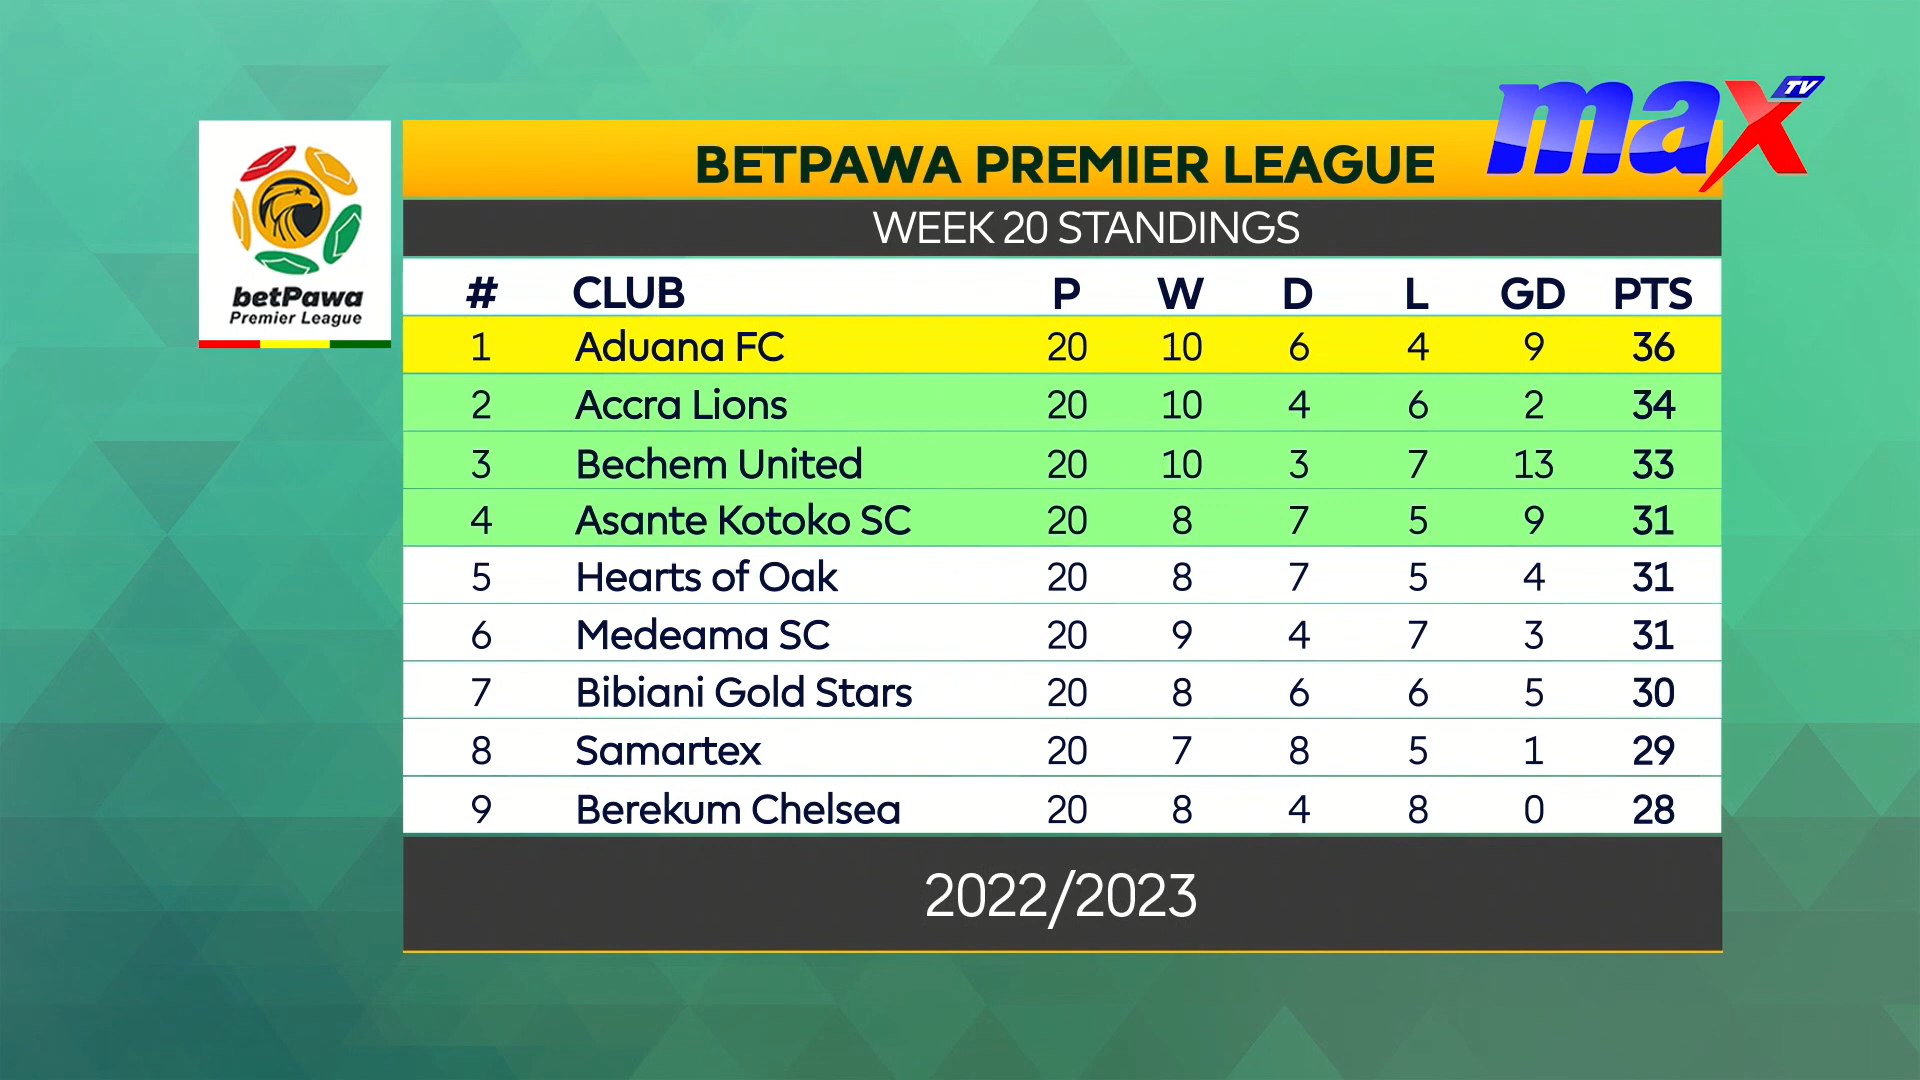 max TV
BETPAWA PREMIER LEAGUE
WEEK 20 STANDINGS
betPawa
Premier League
# CLUB P W D L GD PTS
1 Aduana FC 20 10 6 4 9 36
2 Accra Lions 20 10 4 6 2 34
3 Bechem United 20 10 3 7 13 33
4 Asante Kotoko SC 20 8 7 5 9 31
5 Hearts of Oak 20 8 7 5 4 31
6 Medeama SC 20 9 4 7 3 31
7 Bibiani Gold Stars 20 8 6 6 5 30
8 Samartex 20 7 8 5 1 29
9 Berekum Chelsea 20 8 4 8 0 28
2022/2023